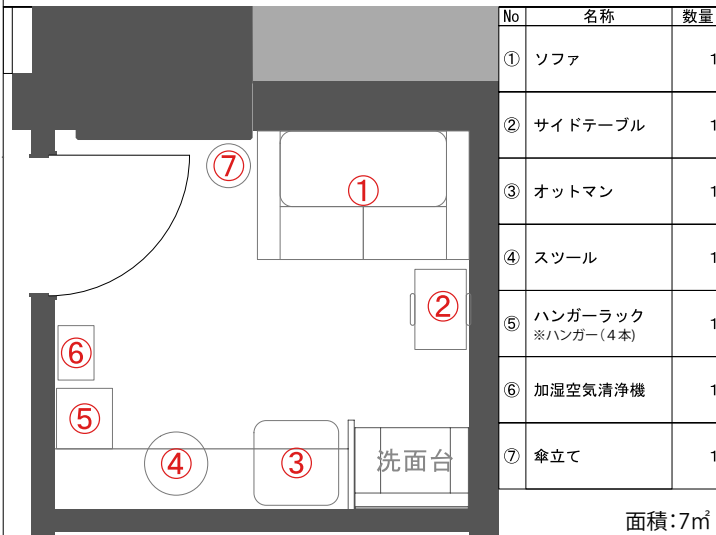 No 名称 数量
① ソファ 1
② サイドテーブル 1
③ オットマン 1
④ スツール 1
⑤ ハンガーラック 1
※ハンガー(4本)
⑥ 加湿空気清浄機 1
⑦ 傘立て 1
面積:7㎡
⑦
①
②
⑥
⑤
④
③
洗面台